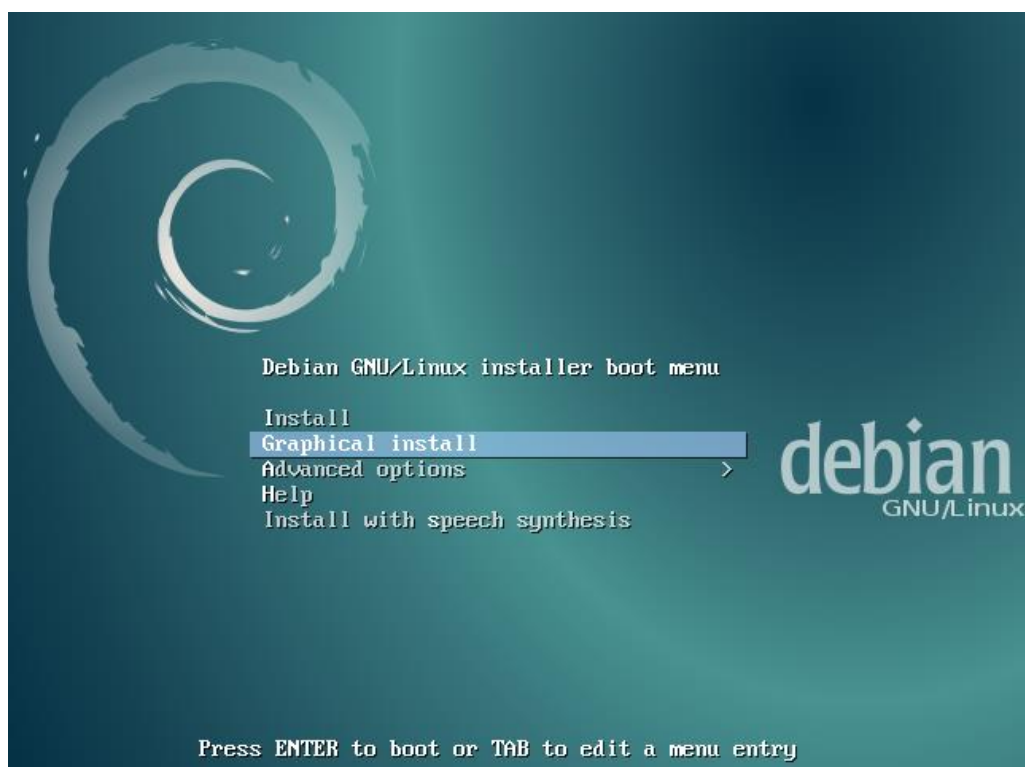 Debian GNU/Linux installer boot menu
Install
Graphical install
Advanced options >
Help
Install with speech synthesis
debian
GNU/Linux
Press ENTER to boot or TAB to edit a menu entry